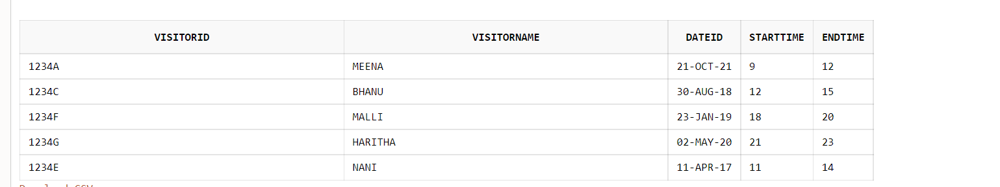 VISITORID VISITORNAME DATEID STARTTIME ENDTIME
1234A MEENA 21-OCT-21 9 12
1234C BHANU 30-AUG-18 12 15
1234F MALLI 23-JAN-19 18 20
1234G HARITHA 02-MAY-20 21 23
1234E NANI 11-APR-17 11 14